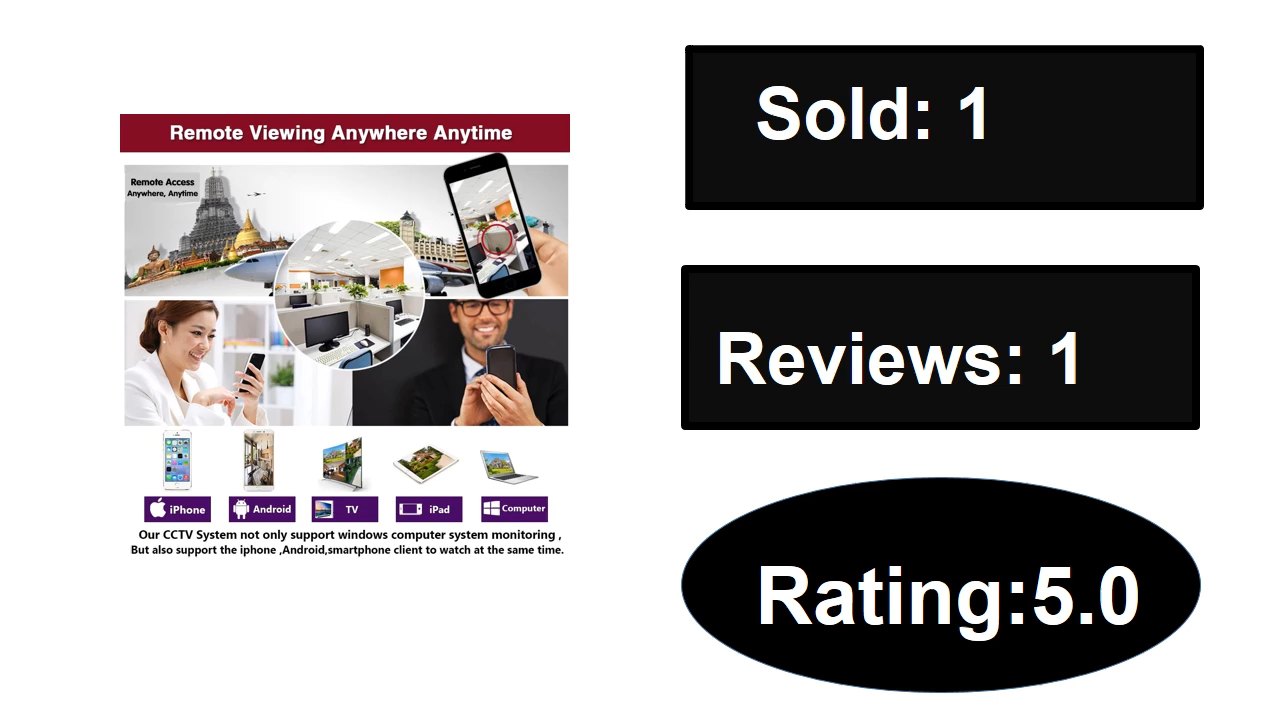 Remote Viewing Anywhere Anytime
Remote Access
Anywhere, Anytime
iPhone
Android
TV
iPad
Computer
Our CCTV System not only support windows computer system monitoring ,
But also support the iphone ,Android,smartphone client to watch at the same time.
Sold: 1
Reviews: 1
Rating:5.0